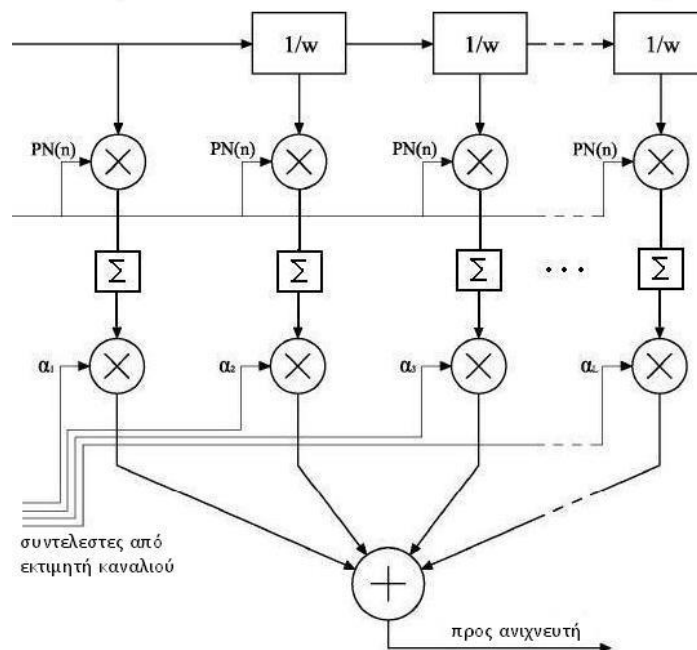 1/w 1/w 1/w
PN(n) PN(n) PN(n) PN(n)
Σ Σ Σ ... Σ
α₁ α₂ α₃ α_L
συντελεστες από
εκτιμητή καναλιού
προς ανιχνευτή